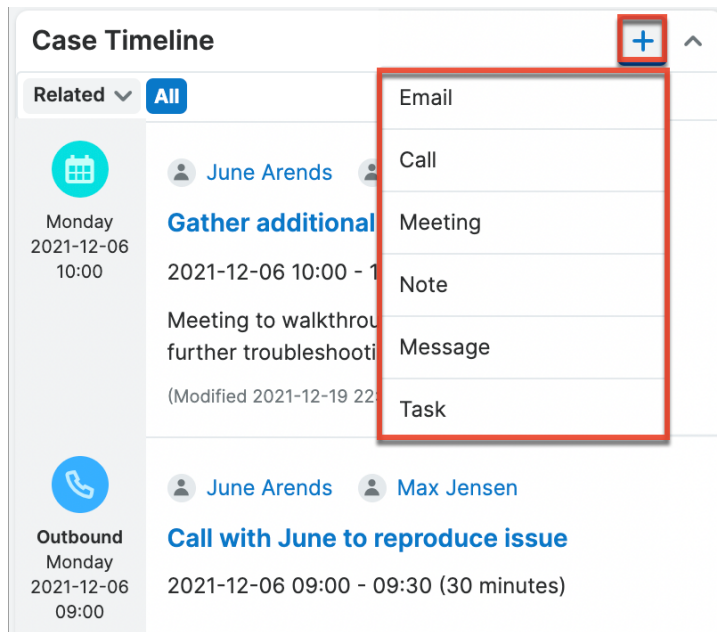 Case Timeline
Related All
Email
Call
Meeting
Note
Message
Task
Monday
2021-12-06
10:00
June Arends
Gather additional
2021-12-06 10:00 - 1
Meeting to
further
(Modified 2021-12-19
Outbound
Monday
2021-12-06
09:00
June Arends Max Jensen
Call with June to reproduce issue
2021-12-06 09:00 - 09:30 (30 minutes)